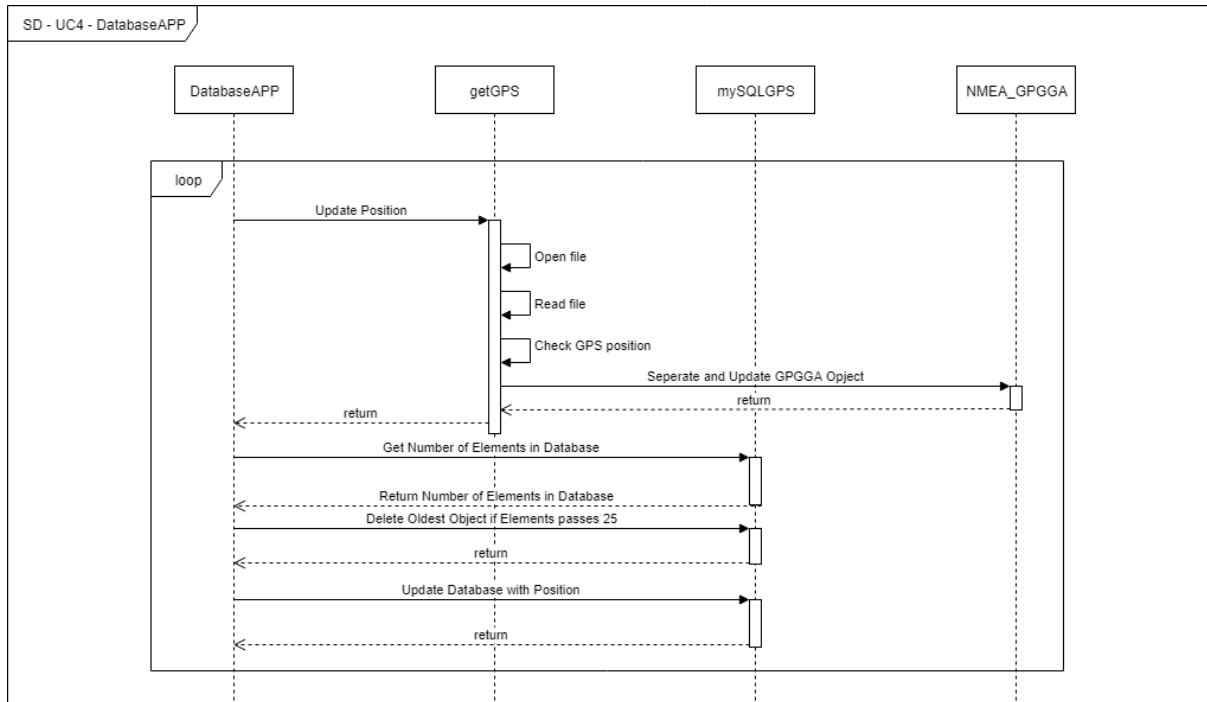 SD - UC4 - DatabaseAPP
DatabaseAPP
getGPS
mySQLGPS
NMEA_GPGGA
loop
Update Position
Open file
Read file
Check GPS position
Seperate and Update GPGGA Opject
return
return
Get Number of Elements in Database
Return Number of Elements in Database
Delete Oldest Object if Elements passes 25
return
Update Database with Position
return